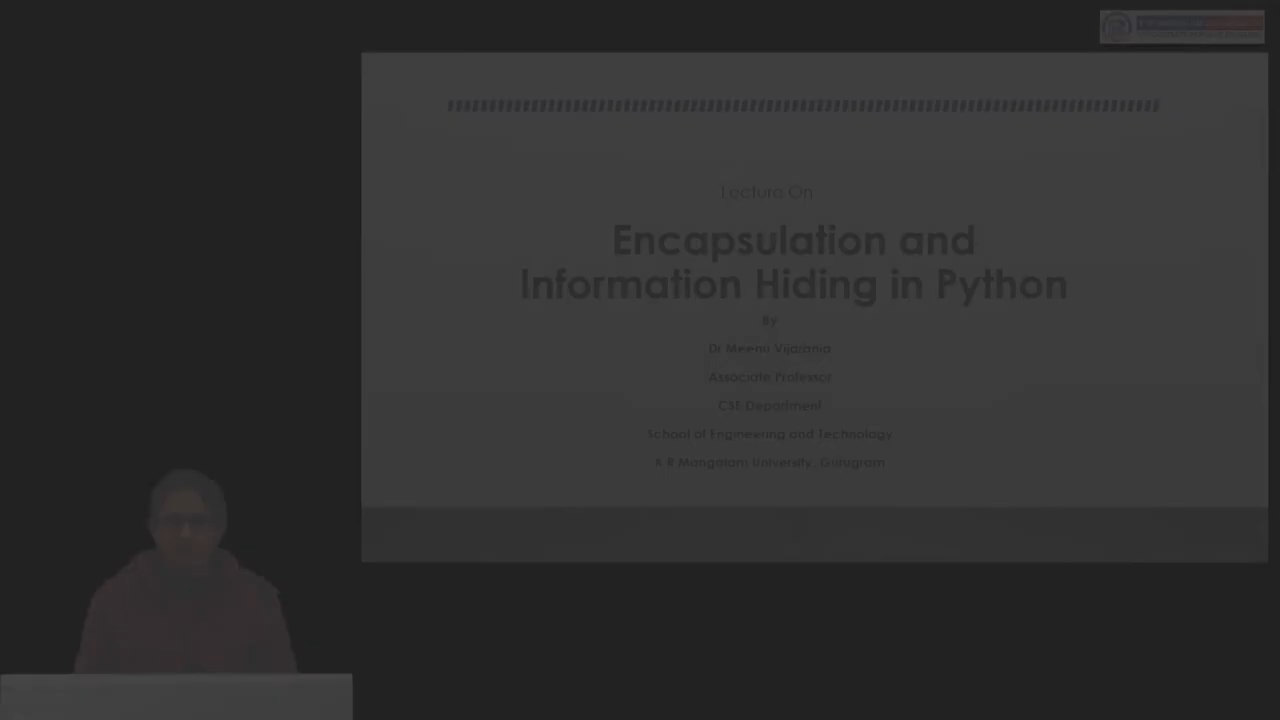 Lecture On
Encapsulation and
Information Hiding in Python
By
Dr Meenu Vijarania
Associate Professor
CSE Department
School of Engineering and Technology
K R Mangalam University, Gurugram